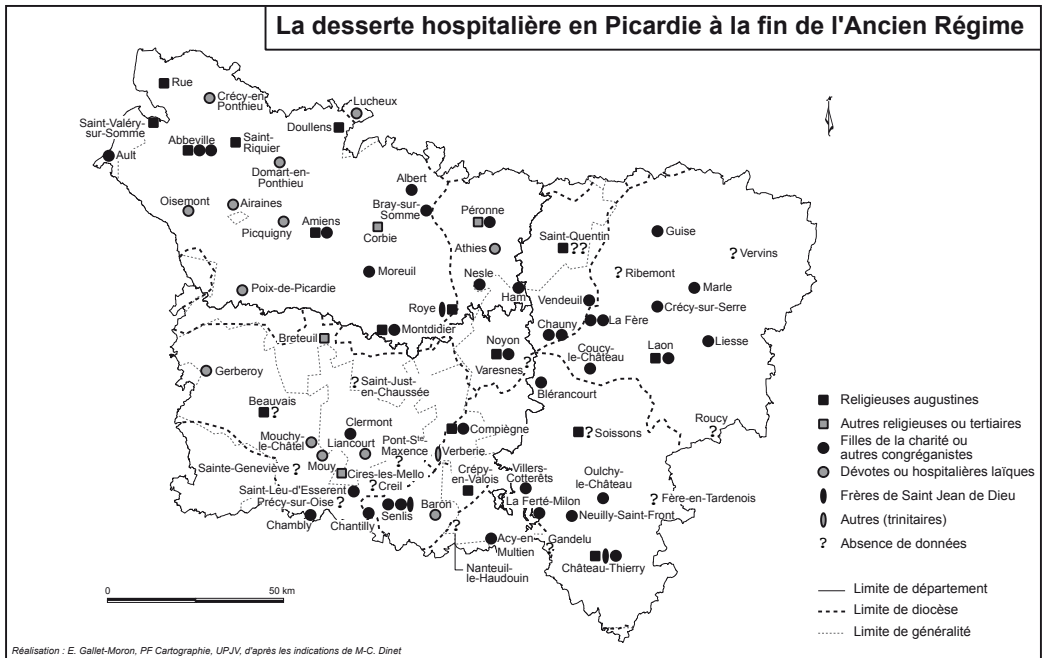 La desserte hospitalière en Picardie à la fin de l'Ancien Régime
Rue
Crécy-en-
Ponthieu
Lucheux
Saint-Valéry-
sur-Somme
Doullens
Abbeville
Saint-
Riquier
Ault
Domart-en-
Ponthieu
Albert
Oisemont
Airaines
Bray-sur-
Somme
Péronne
Picquigny
Amiens
Corbie
Saint-Quentin
??
Guise
Athies
? Vervins
Moreuil
Nesle
? Ribemont
Poix-de-Picardie
Ham
Vendeuil
Marle
Roye
Crécy-sur-Serre
Montdidier
Chauny
La Fère
Breteuil
Noyon
Coucy-
le-Château
Laon
Liesse
Varesnes ?
Gerberoy
? Saint-Just-
en-Chaussée
Blérancourt
Beauvais
?
Clermont
Roucy
?
Mouchy-
le-Châtel
Liancourt
Pont-Ste-
Maxence
?
Compiègne
? Soissons
Verberie
Sainte-Geneviève ?
Mouy
Cires-les-Mello
?
Creil
Crépy-
en-Valois
Villers-
Cotterêts
Oulchy-
le-Château
Saint-Leu-d'Esserent
Précy-sur-Oise ?
Baron
La Ferté-Milon
?
? Fère-en-Tardenois
Chambly
Chantilly
Senlis
?
Neuilly-Saint-Front
Acy-en-
Multien
Gandelu
?
Nanteuil-
le-Haudouin
Château-Thierry
Religieuses augustines
Autres religieuses ou tertiaires
Filles de la charité ou
autres congréganistes
Dévotes ou hospitalières laïques
Frères de Saint Jean de Dieu
Autres (trinitaires)
? Absence de données
Limite de département
Limite de diocèse
Limite de généralité
0 50 km
Réalisation : E. Gallet-Moron, PF Cartographie, UPJV, d'après les indications de M-C. Dinet